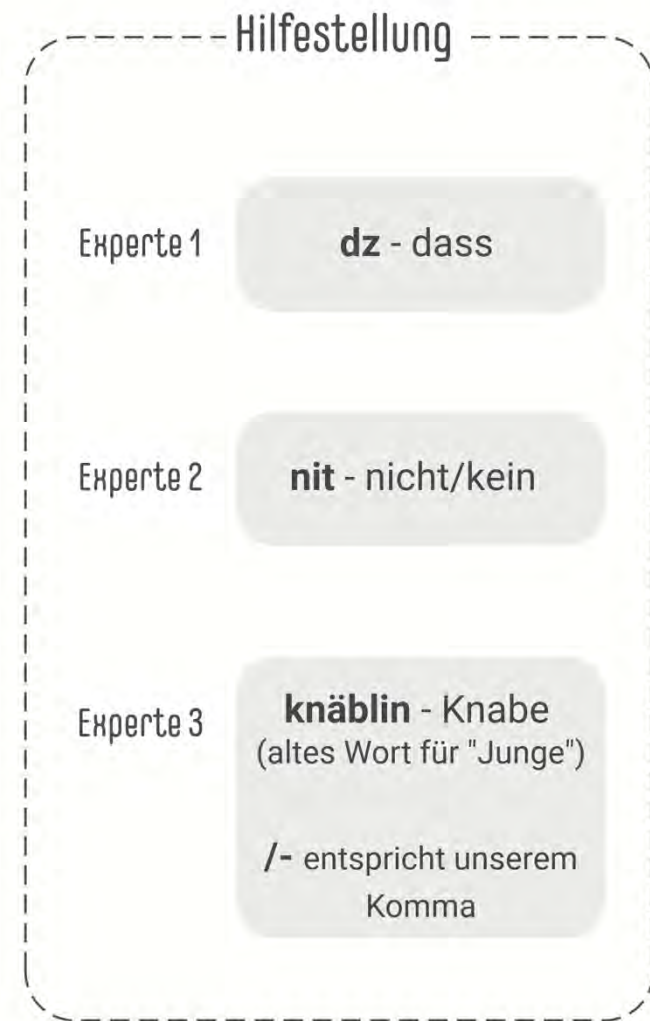 Hilfestellung
Experte 1
dz - dass
Experte 2
nit - nicht/kein
Experte 3
knäblin - Knabe
(altes Wort für "Junge")
/- entspricht unserem
Komma